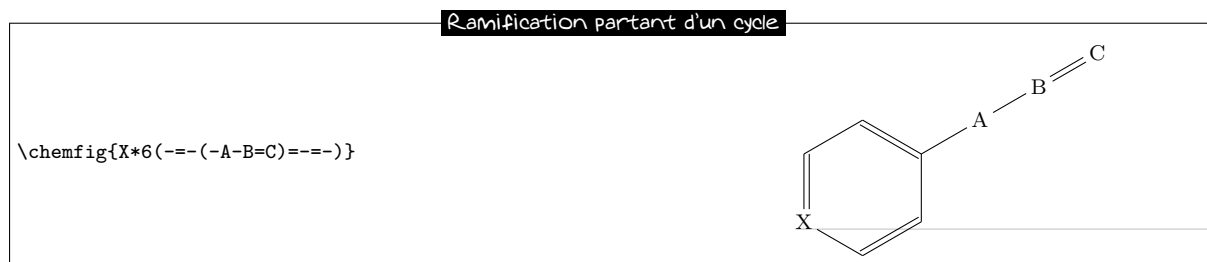 Ramification partant d'un cycle
\chemfig{X*6(-=-(-A-B=C)=-=-)}
C
B
A
X